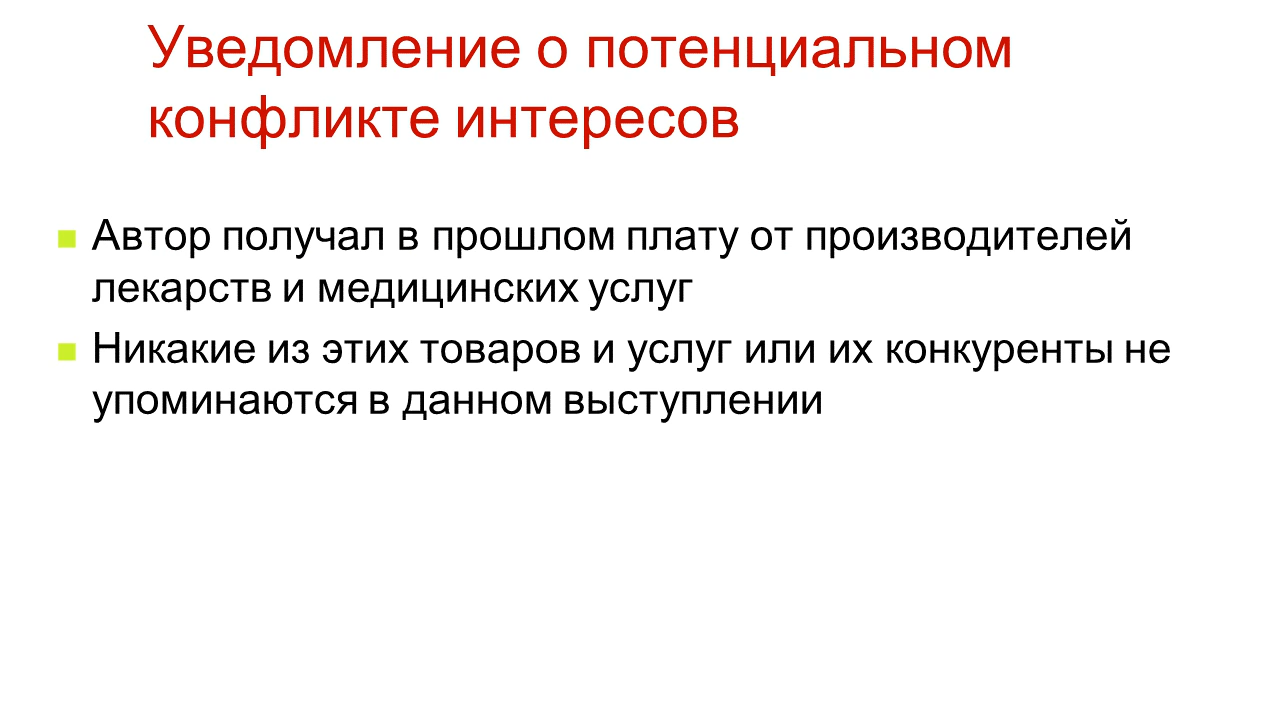 Уведомление о потенциальном
конфликте интересов
Автор получал в прошлом плату от производителей
лекарств и медицинских услуг
Никакие из этих товаров и услуг или их конкуренты не
упоминаются в данном выступлении